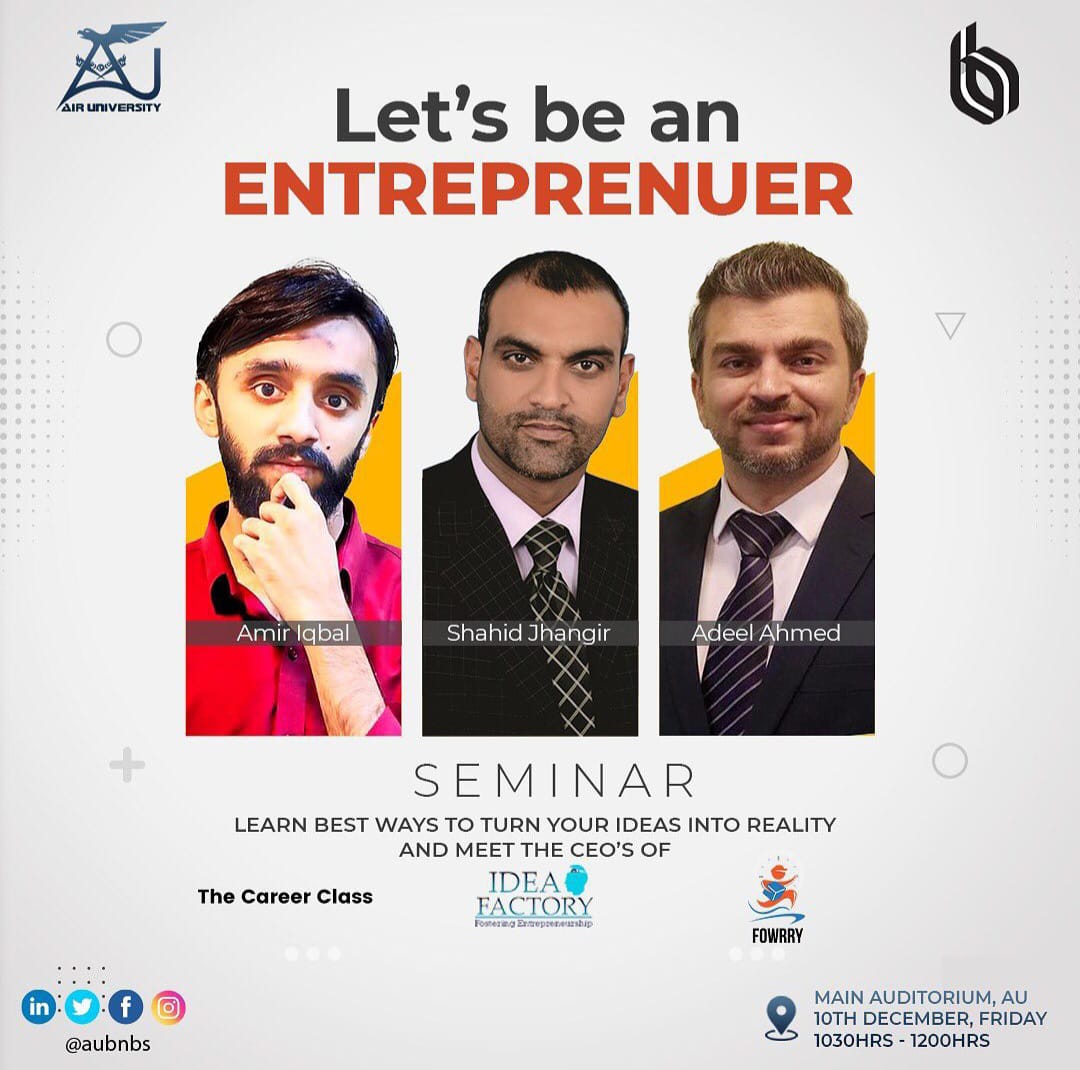 AIR UNIVERSITY
Let's be an
ENTREPRENUER
Amir Iqbal
Shahid Jhangir
Adeel Ahmed
SEMINAR
LEARN BEST WAYS TO TURN YOUR IDEAS INTO REALITY
AND MEET THE CEO'S OF
The Career Class
IDEA
FACTORY
Fostering Entrepreneurship
FOWRRY
@aubnbs
MAIN AUDITORIUM, AU
10TH DECEMBER, FRIDAY
1030HRS - 1200HRS